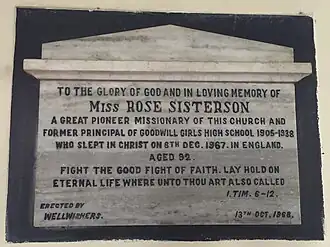 TO THE GLORY OF GOD AND IN LOVING MEMORY OF
MISS ROSE SISTERSON
A GREAT PIONEER MISSIONARY OF THIS CHURCH AND
FORMER PRINCIPAL OF GOODWILL GIRLS HIGH SCHOOL 1905-1938
WHO SLEPT IN CHRIST ON 6TH DEC. 1967. IN ENGLAND.
AGED 92.
FIGHT THE GOOD FIGHT OF FAITH. LAY HOLD ON
ETERNAL LIFE WHERE UNTO THOU ART ALSO CALLED
I. TIM. 6-12.
ERECTED BY
WELLWISHERS.
13TH OCT. 1968.